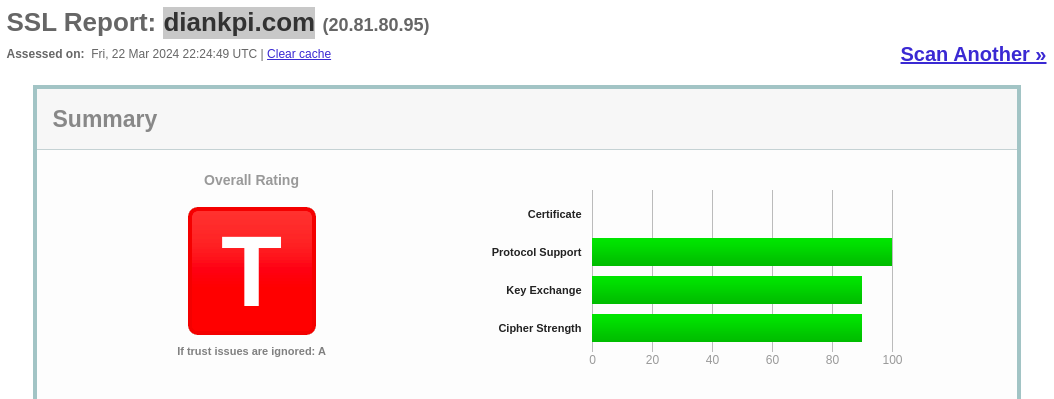 SSL Report: diankpi.com (20.81.80.95)
Assessed on: Fri, 22 Mar 2024 22:24:49 UTC | Clear cache
Scan Another »
Summary
Overall Rating
T
If trust issues are ignored: A
Certificate
Protocol Support
Key Exchange
Cipher Strength
0 20 40 60 80 100